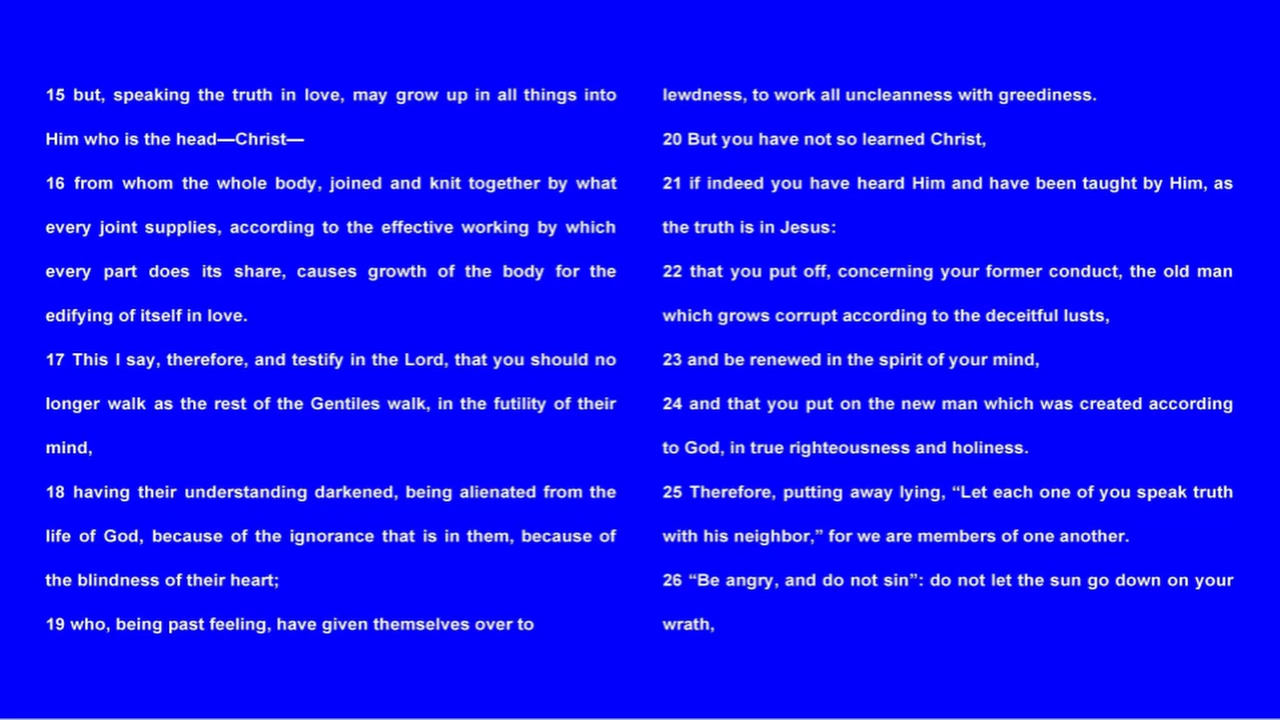 15 but, speaking the truth in love, may grow up in all things into
Him who is the head—Christ—
16 from whom the whole body, joined and knit together by what
every joint supplies, according to the effective working by which
every part does its share, causes growth of the body for the
edifying of itself in love.
17 This I say, therefore, and testify in the Lord, that you should no
longer walk as the rest of the Gentiles walk, in the futility of their
mind,
18 having their understanding darkened, being alienated from the
life of God, because of the ignorance that is in them, because of
the blindness of their heart;
19 who, being past feeling, have given themselves over to
lewdness, to work all uncleanness with greediness.
20 But you have not so learned Christ,
21 if indeed you have heard Him and have been taught by Him, as
the truth is in Jesus:
22 that you put off, concerning your former conduct, the old man
which grows corrupt according to the deceitful lusts,
23 and be renewed in the spirit of your mind,
24 and that you put on the new man which was created according
to God, in true righteousness and holiness.
25 Therefore, putting away lying, “Let each one of you speak truth
with his neighbor,” for we are members of one another.
26 “Be angry, and do not sin”: do not let the sun go down on your
wrath,